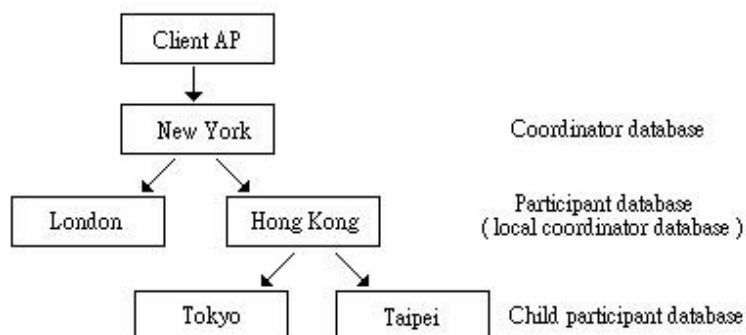 Client AP
New York
Coordinator database
London
Hong Kong
Participant database
( local coordinator database )
Tokyo
Taipei
Child participant database